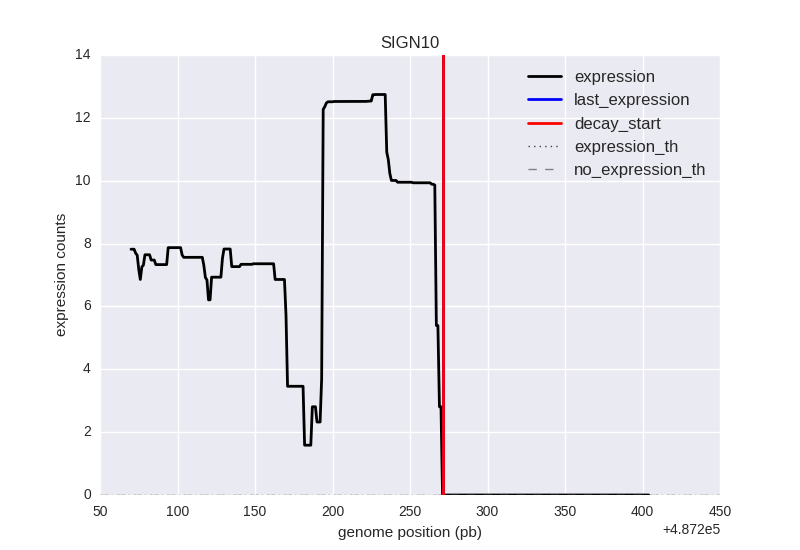 SIGN10
14
12
10
8
6
4
2
0
expression counts
expression
last_expression
decay_start
expression_th
no_expression_th
50 100 150 200 250 300 350 400 450
genome position (pb)
+4.872e5